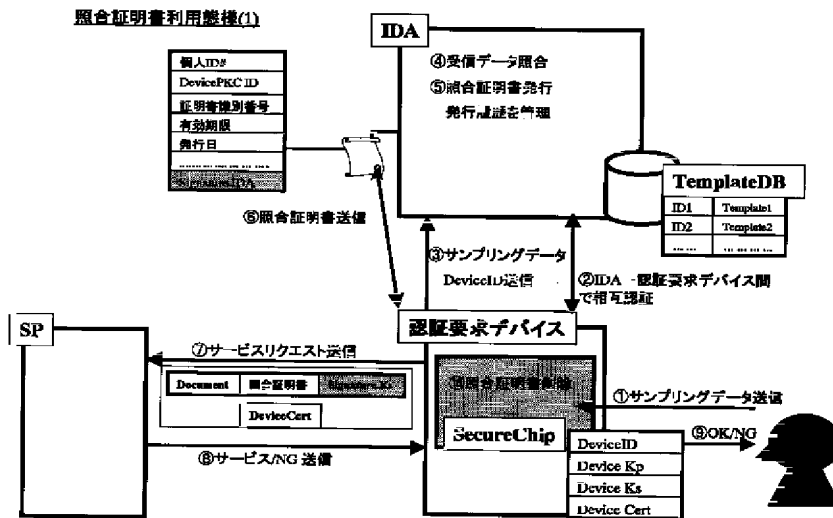 照合証明書利用態様(1)
IDA
④受信データ照合
⑤照合証明書発行
発行履歴を管理
個人ID#
DevicePKC ID
証明書識別番号
有効期限
発行日
.....................
SignatureIDA
⑥照合証明書送信
TemplateDB
ID1 Template1
ID2 Template2
...... ............
③サンプリングデータ
DeviceID送信
②IDA -認証要求デバイス間
で相互認証
認証要求デバイス
SP
⑦サービスリクエスト送信
Document 照合証明書 Signature.Ks
DeviceCert
⑧サービス/NG 送信
⑩照合証明書削除
SecureChip
①サンプリングデータ送信
⑨OK/NG
DeviceID
Device Kp
Device Ks
Device Cert